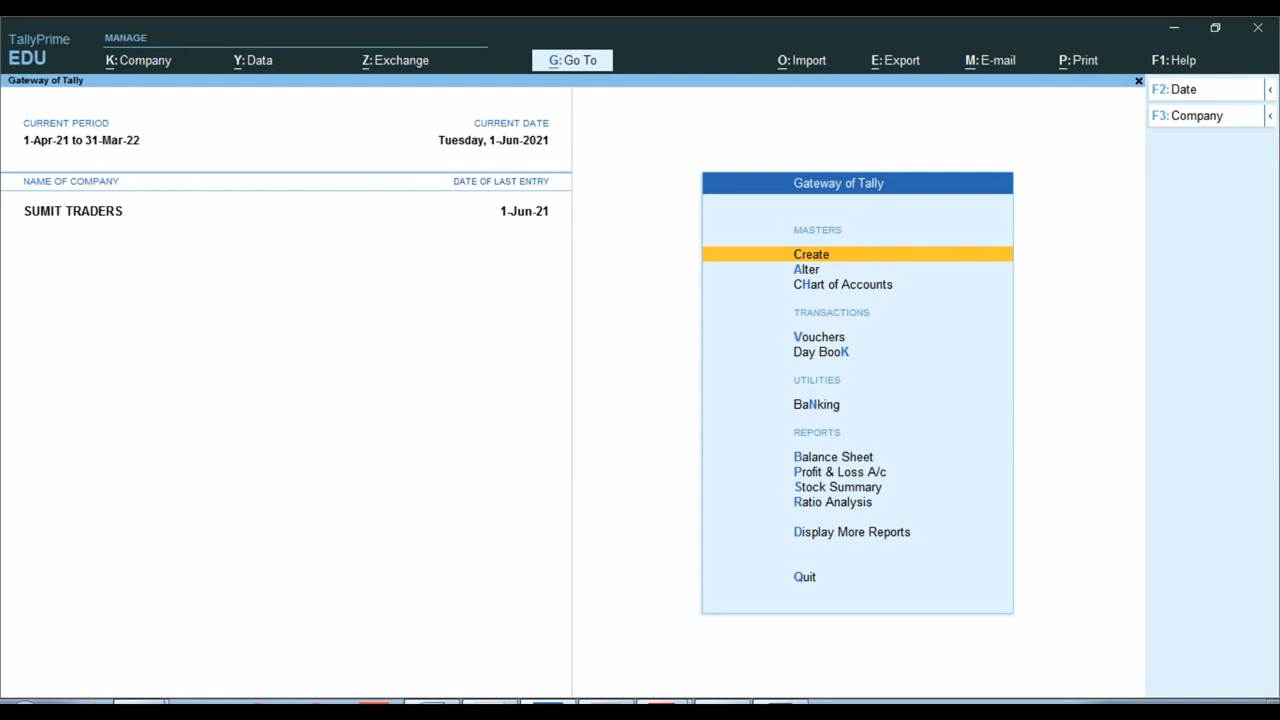 TallyPrime
EDU
MANAGE
K: Company
Y: Data
Z: Exchange
G: Go To
O: Import
E: Export
M: E-mail
P: Print
F1: Help
Gateway of Tally
F2: Date
F3: Company
CURRENT PERIOD
CURRENT DATE
1-Apr-21 to 31-Mar-22
Tuesday, 1-Jun-2021
NAME OF COMPANY
DATE OF LAST ENTRY
SUMIT TRADERS
1-Jun-21
Gateway of Tally
MASTERS
Create
Alter
CHart of Accounts
TRANSACTIONS
Vouchers
Day BooK
UTILITIES
BaNking
REPORTS
Balance Sheet
Profit & Loss A/c
Stock Summary
Ratio Analysis
Display More Reports
Quit